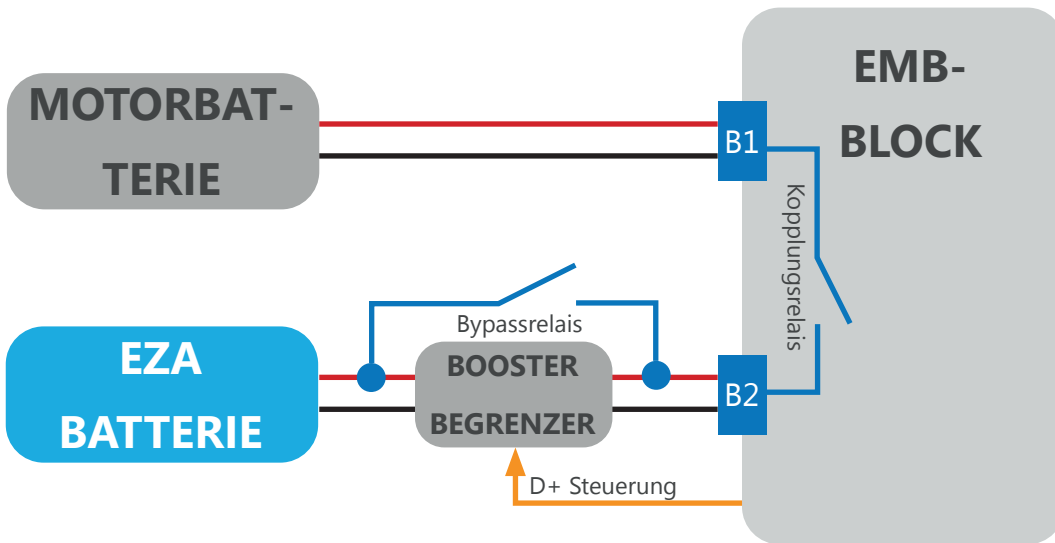 MOTORBAT-
TERIE
B1
EMB-
BLOCK
Kopplungsrelais
Bypassrelais
EZA
BATTERIE
BOOSTER
BEGRENZER
B2
D+ Steuerung